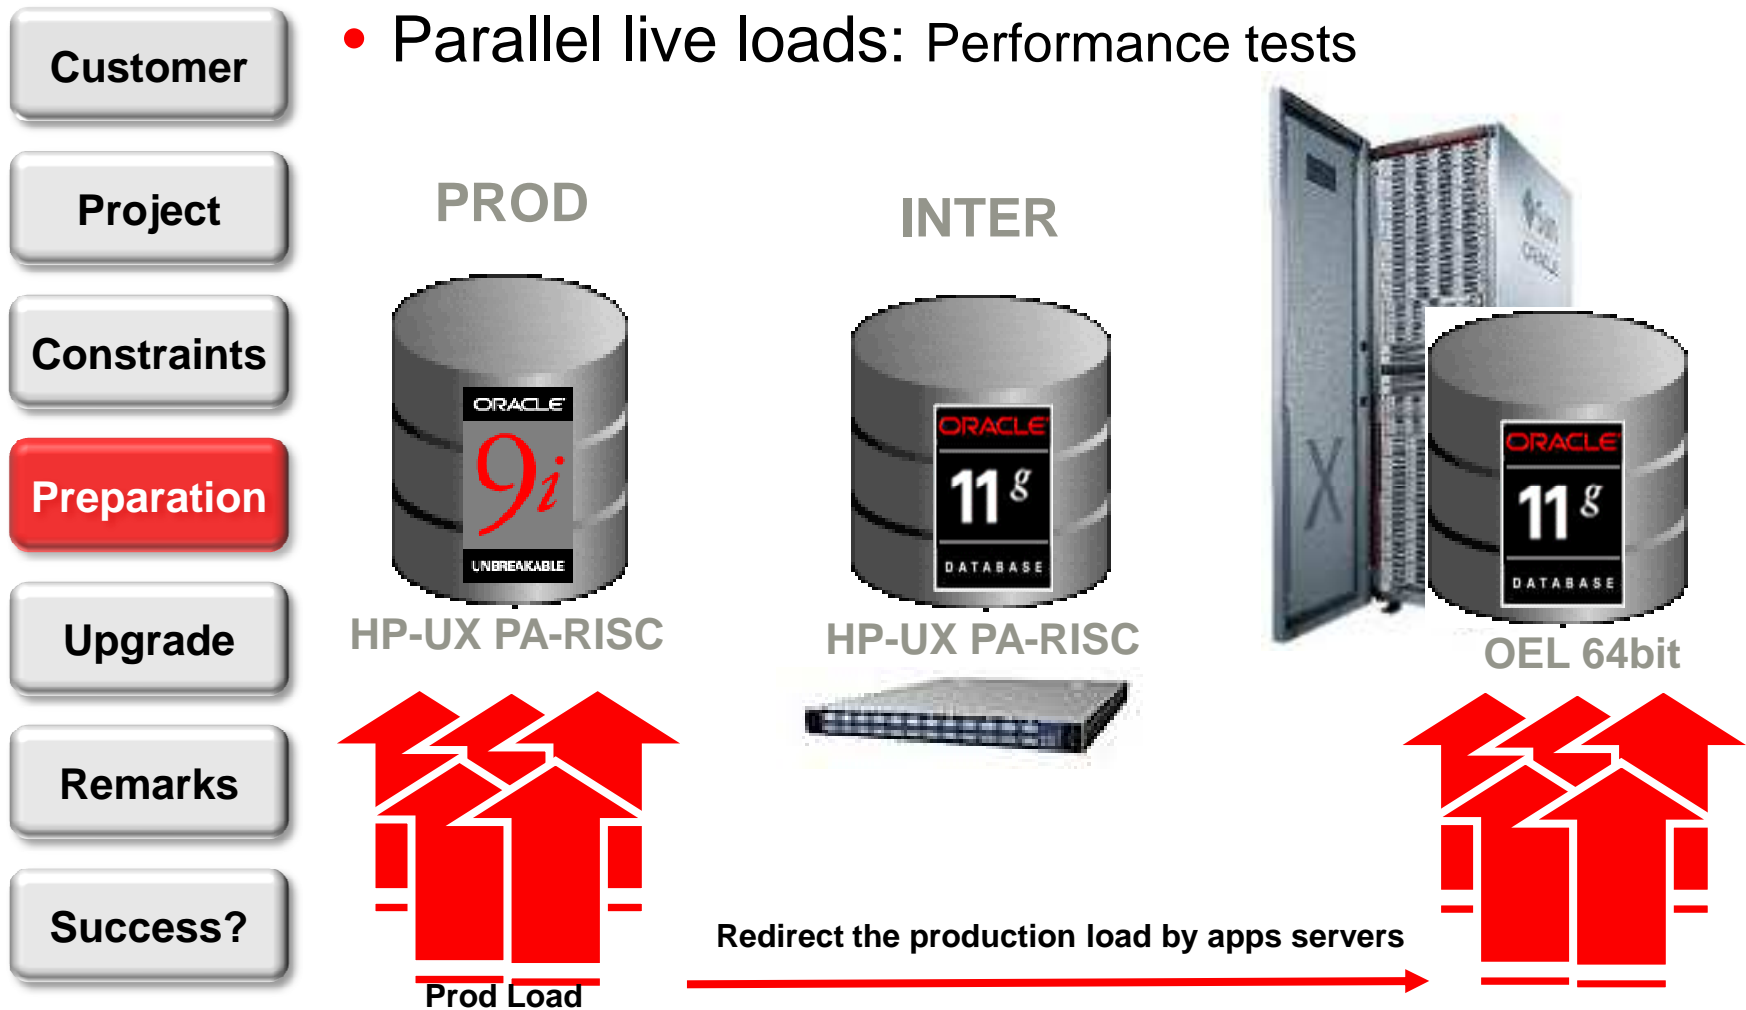 • Parallel live loads: Performance tests
Customer
Project
Constraints
Preparation
Upgrade
Remarks
Success?
PROD
ORACLE
9i
UNBREAKABLE
HP-UX PA-RISC
Prod Load
INTER
ORACLE
11g
DATABASE
HP-UX PA-RISC
Redirect the production load by apps servers
Sun
ORACLE
X
ORACLE
11g
DATABASE
OEL 64bit